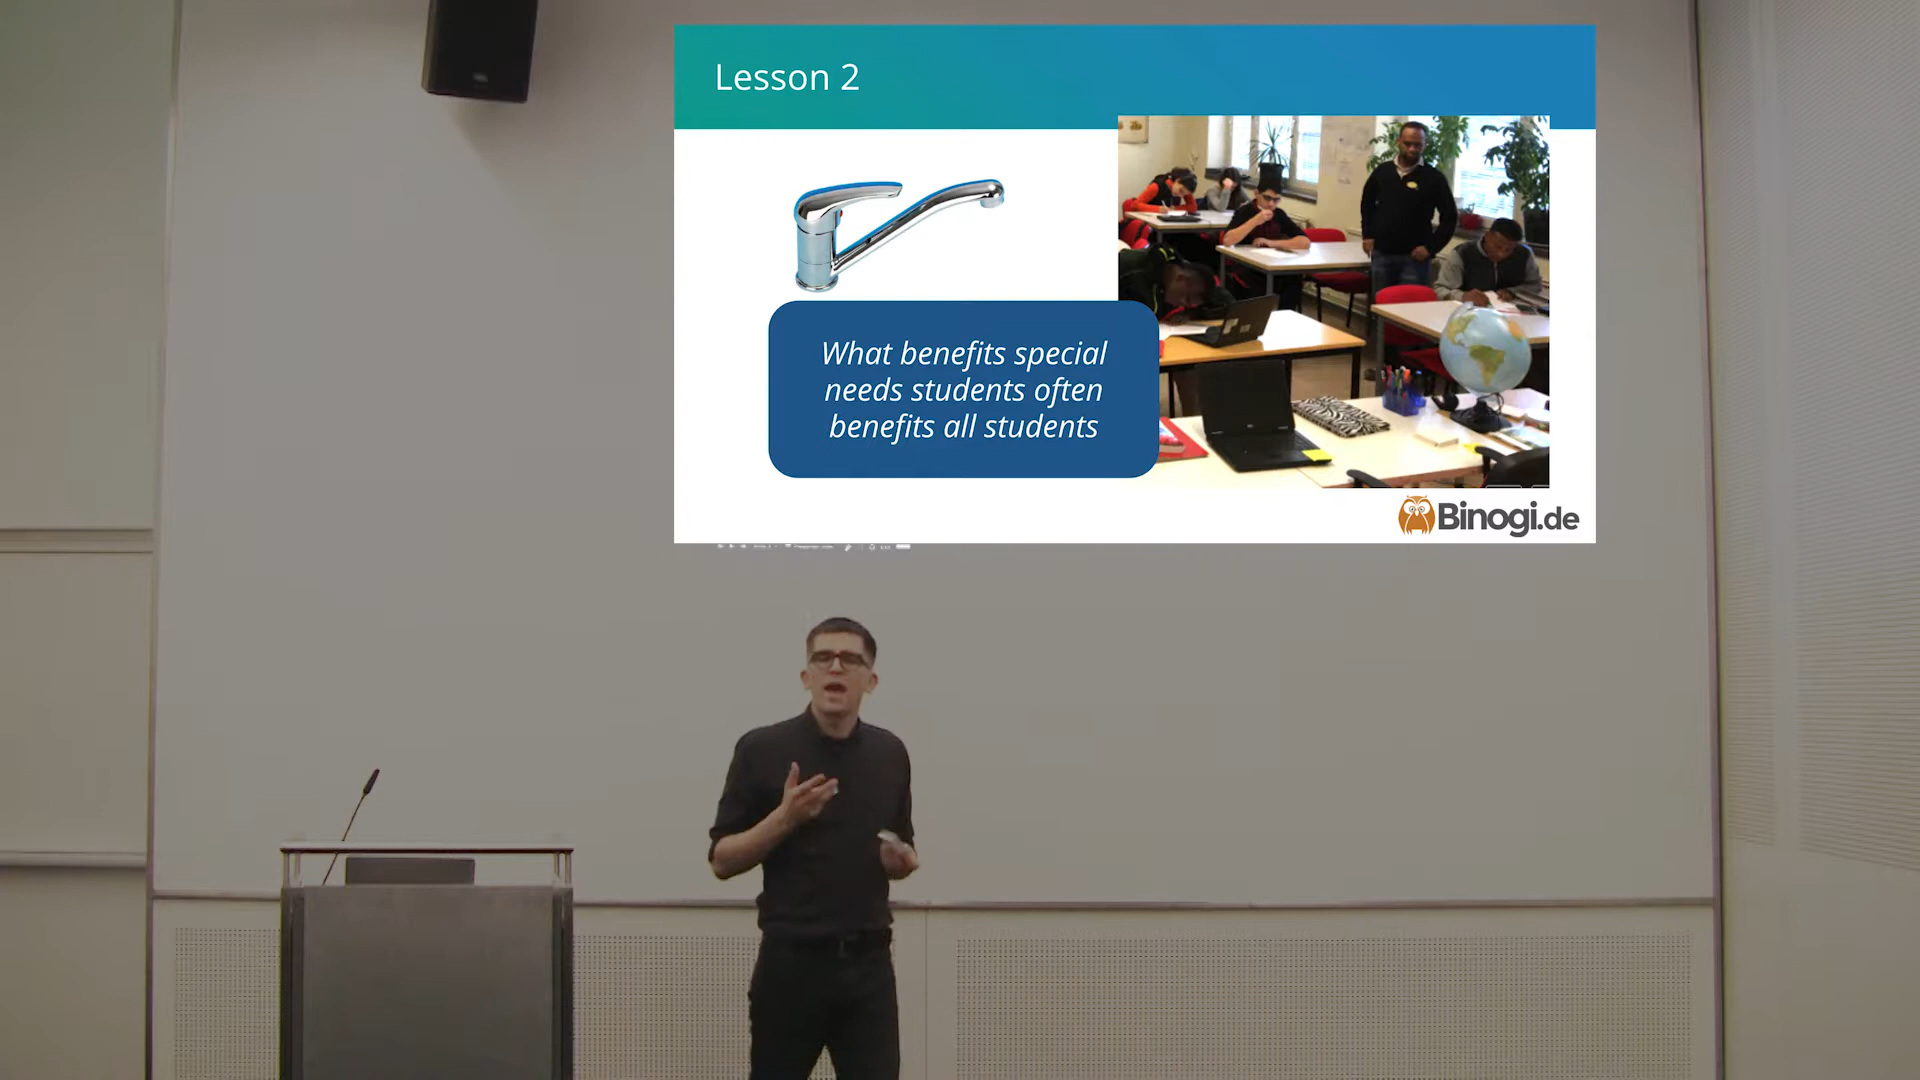 Lesson 2
What benefits special
needs students often
benefits all students
Binogi.de